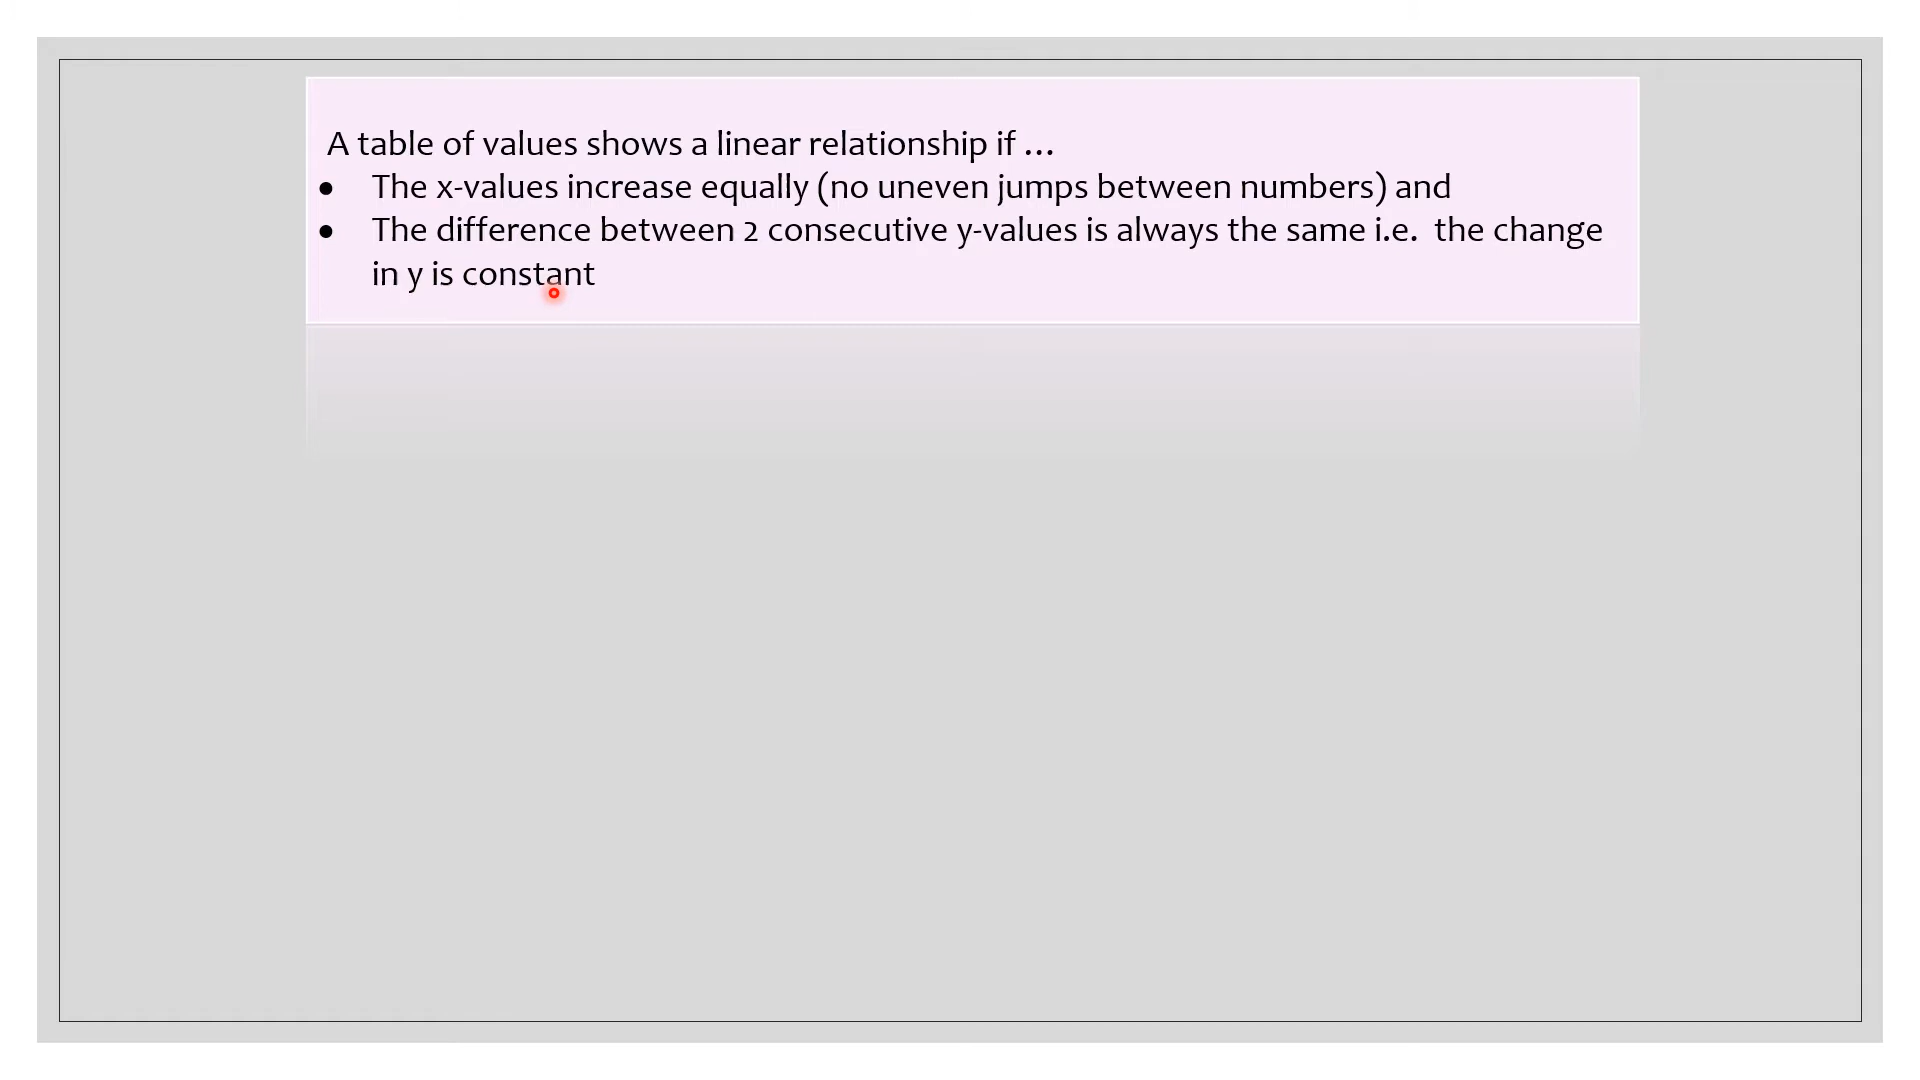 A table of values shows a linear relationship if …
● The x-values increase equally (no uneven jumps between numbers) and
● The difference between 2 consecutive y-values is always the same i.e.  the change
in y is constant